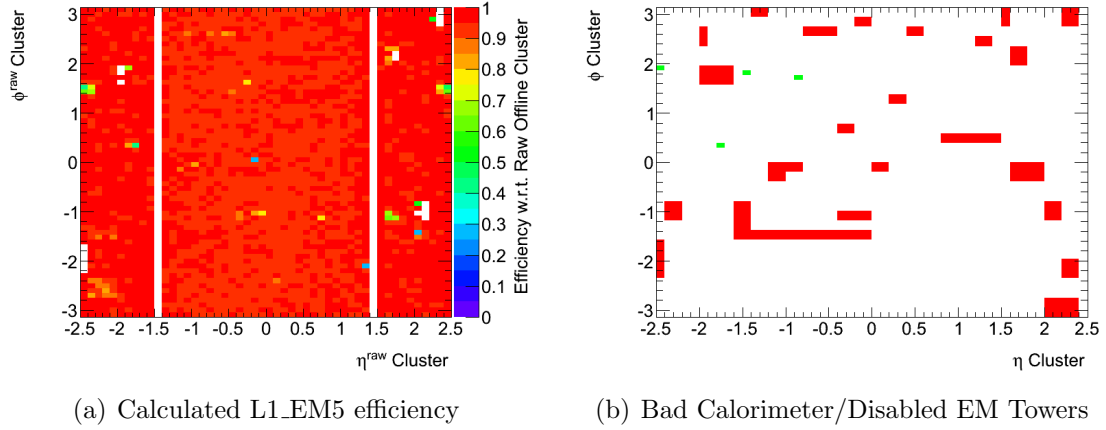 3
2
1
0
-1
-2
-3
φ^raw Cluster
-2.5 -2 -1.5 -1 -0.5 0 0.5 1 1.5 2 2.5
η^raw Cluster
1
0.9
0.8
0.7
0.6
0.5
0.4
0.3
0.2
0.1
0
Efficiency w.r.t. Raw Offline Cluster
(a) Calculated L1_EM5 efficiency
3
2
1
0
-1
-2
-3
φ Cluster
-2.5 -2 -1.5 -1 -0.5 0 0.5 1 1.5 2 2.5
η Cluster
(b) Bad Calorimeter/Disabled EM Towers